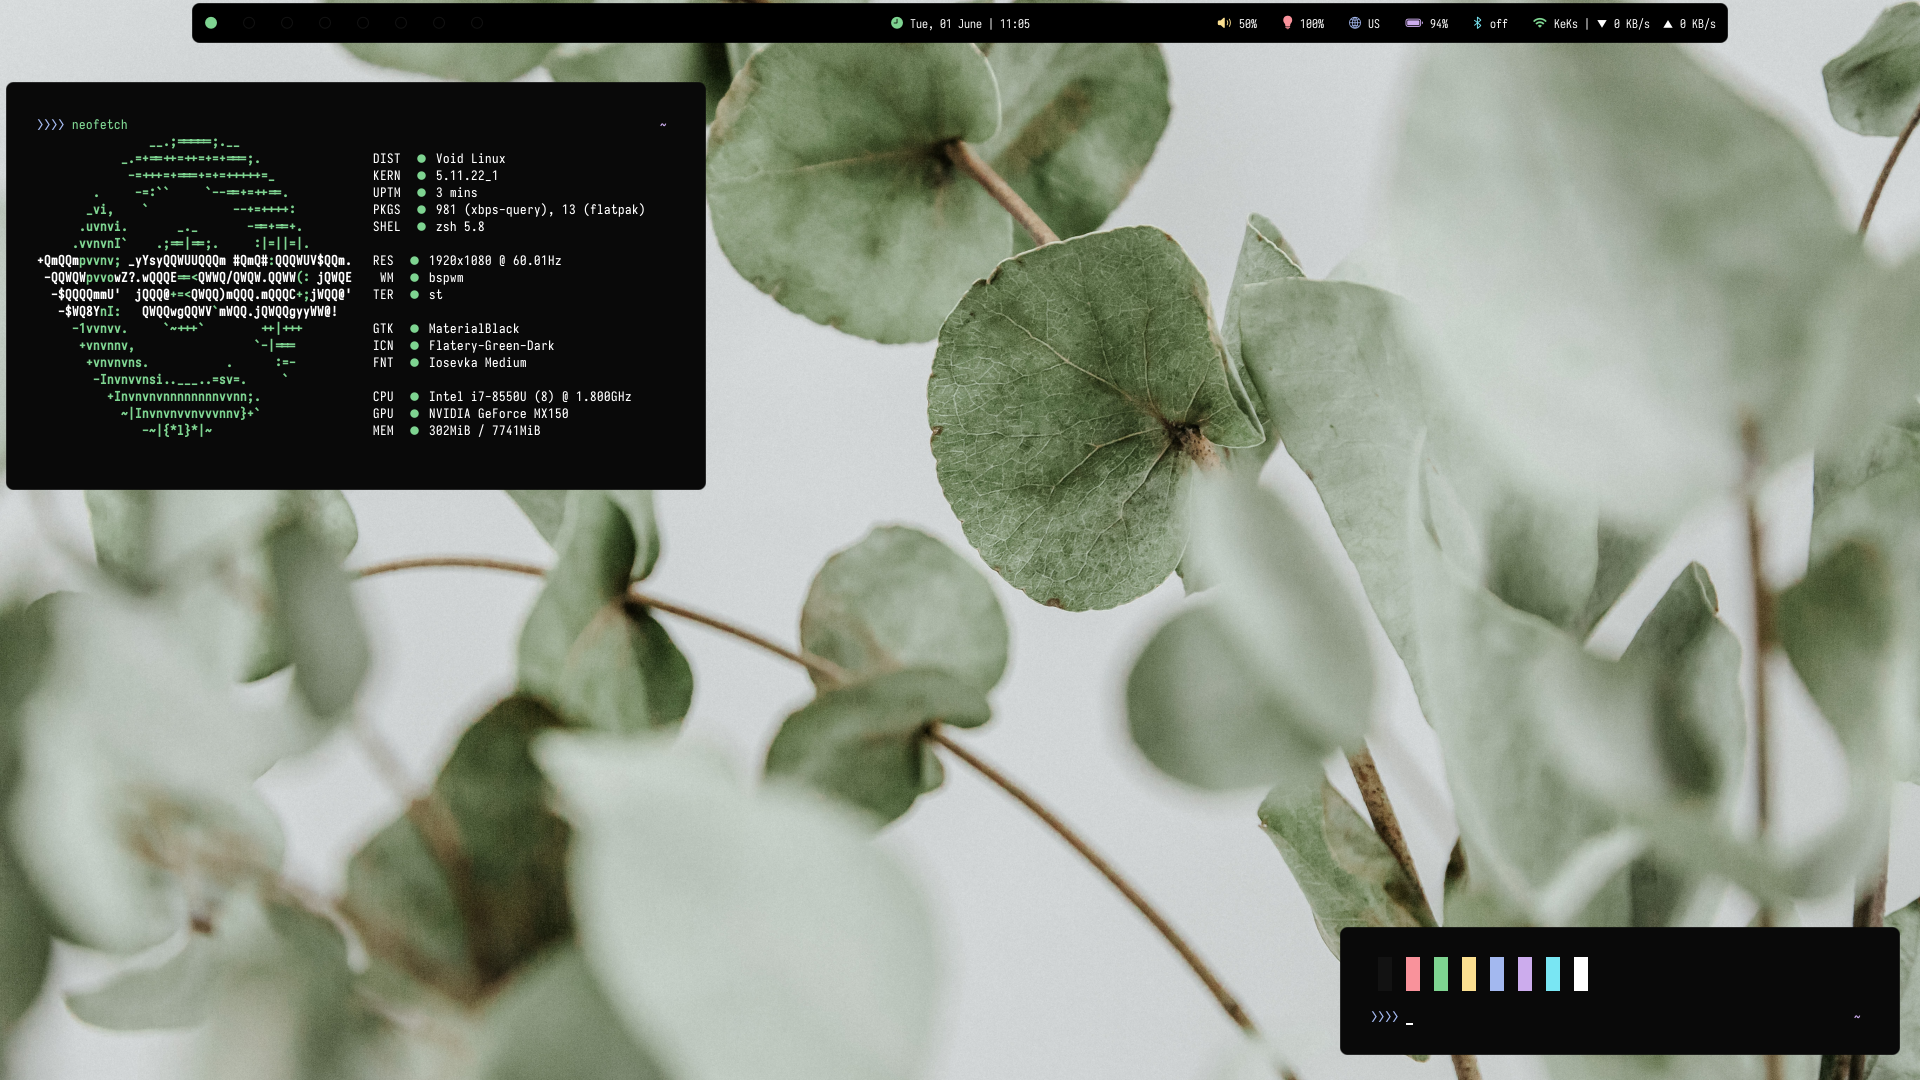 Tue, 01 June | 11:05
50% 100% US 94% off KeKs | ▼ 0 KB/s ▲ 0 KB/s
❯❯❯❯ neofetch ~
DIST ● Void Linux
KERN ● 5.11.22_1
UPTM ● 3 mins
PKGS ● 981 (xbps-query), 13 (flatpak)
SHEL ● zsh 5.8
RES ● 1920x1080 @ 60.01Hz
WM ● bspwm
TER ● st
GTK ● MaterialBlack
ICN ● Flatery-Green-Dark
FNT ● Iosevka Medium
CPU ● Intel i7-8550U (8) @ 1.800GHz
GPU ● NVIDIA GeForce MX150
MEM ● 302MiB / 7741MiB
❯❯❯❯ _ ~